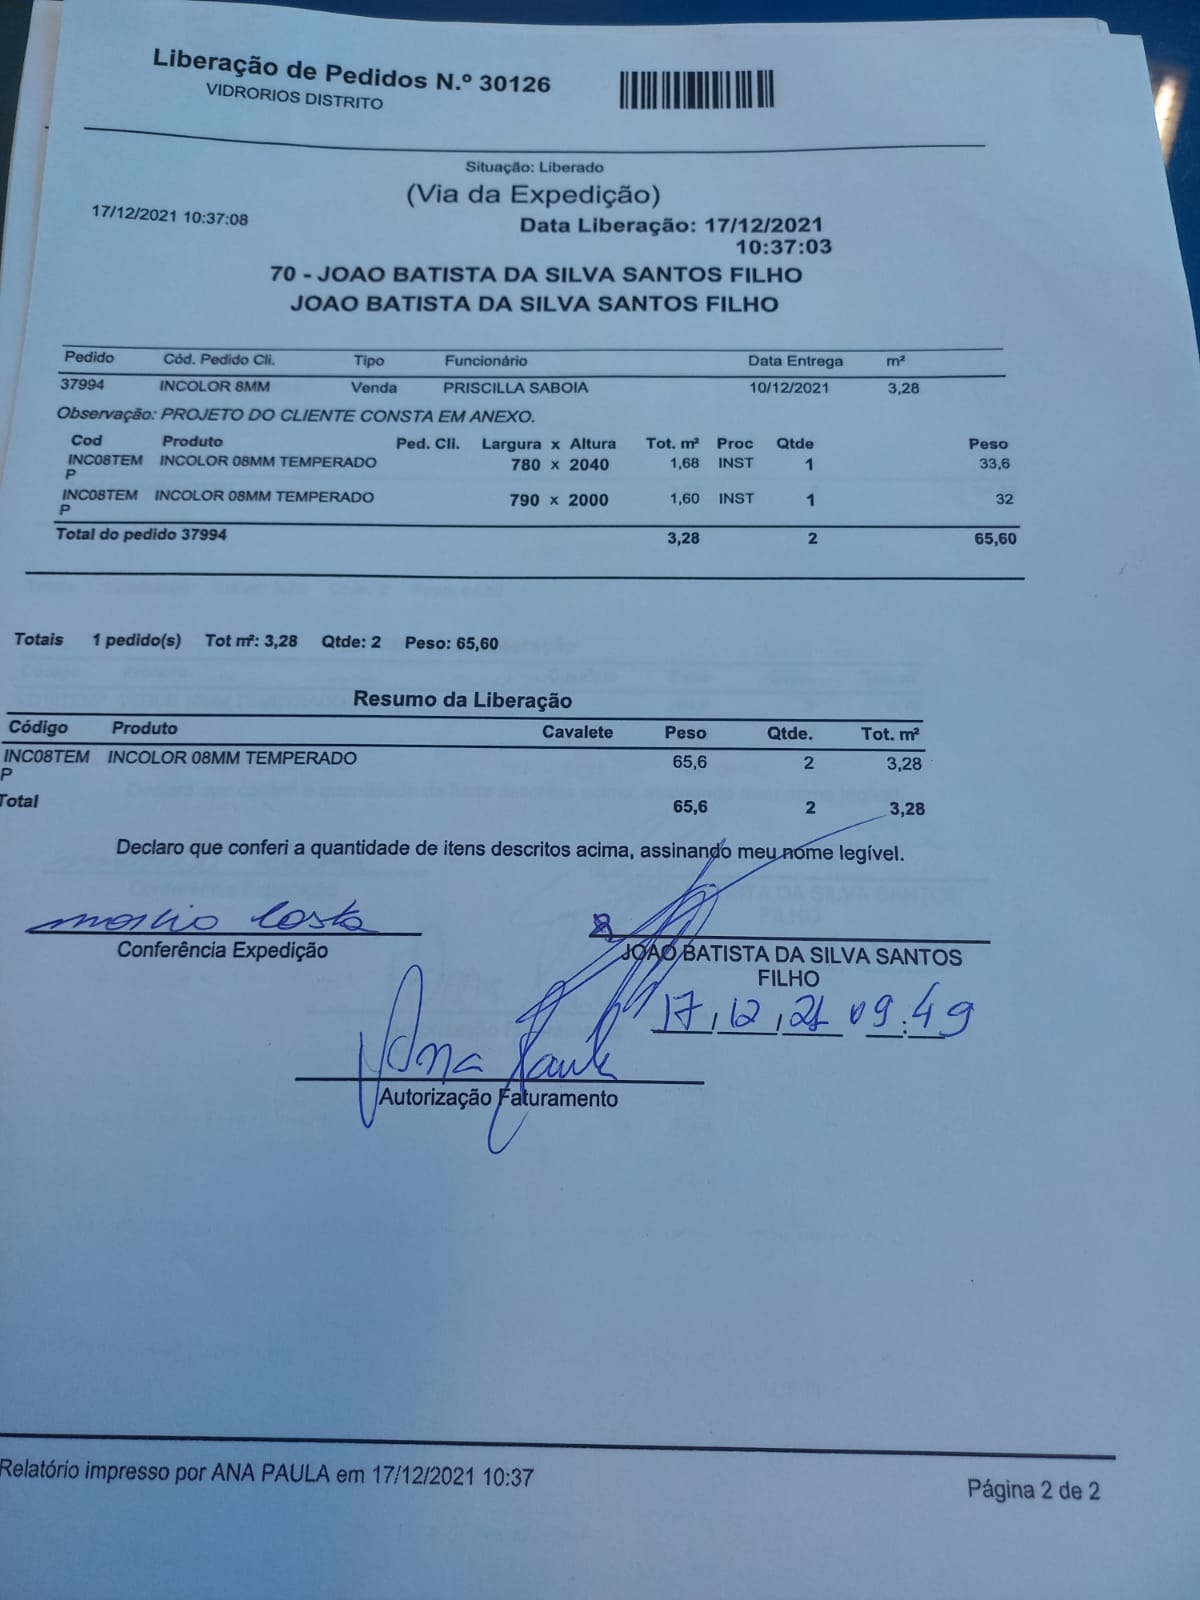 Liberação de Pedidos N.º 30126
VIDRORIOS DISTRITO
Situação: Liberado
(Via da Expedição)
17/12/2021 10:37:08
Data Liberação: 17/12/2021
10:37:03
70 - JOAO BATISTA DA SILVA SANTOS FILHO
JOAO BATISTA DA SILVA SANTOS FILHO
Pedido Cód. Pedido Cli. Tipo Funcionário Data Entrega m²
37994 INCOLOR 8MM Venda PRISCILLA SABOIA 10/12/2021 3,28
Observação: PROJETO DO CLIENTE CONSTA EM ANEXO.
Cod Produto Ped. Cli. Largura x Altura Tot. m² Proc Qtde Peso
INC08TEM INCOLOR 08MM TEMPERADO 780 x 2040 1,68 INST 1 33,6
P
INC08TEM INCOLOR 08MM TEMPERADO 790 x 2000 1,60 INST 1 32
P
Total do pedido 37994 3,28 2 65,60
Totais 1 pedido(s) Tot m²: 3,28 Qtde: 2 Peso: 65,60
Resumo da Liberação
Código Produto Cavalete Peso Qtde. Tot. m²
INC08TEM INCOLOR 08MM TEMPERADO 65,6 2 3,28
P
Total 65,6 2 3,28
Declaro que conferi a quantidade de itens descritos acima, assinando meu nome legível.
Costa
Conferência Expedição
JOAO BATISTA DA SILVA SANTOS
FILHO
17/12/21 09:49
Ana Paula
Autorização Faturamento
Relatório impresso por ANA PAULA em 17/12/2021 10:37
Página 2 de 2